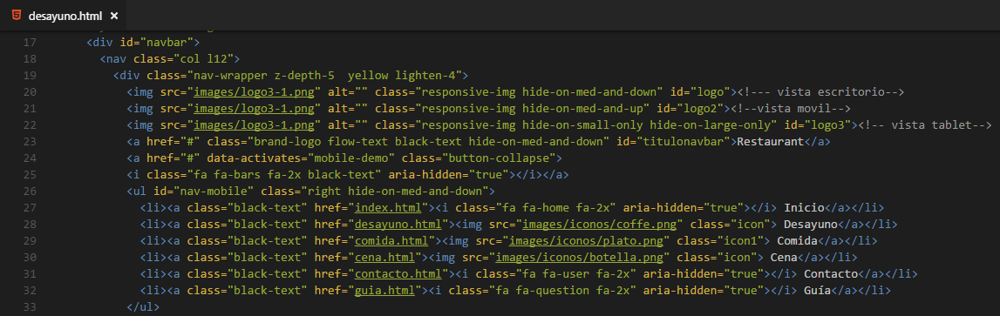 desayuno.html ×
17 <div id="navbar">
18 <nav class="col l12">
19 <div class="nav-wrapper z-depth-5  yellow lighten-4">
20 <img src="images/logo3-1.png" alt="" class="responsive-img hide-on-med-and-down" id="logo"><!--- vista escritorio-->
21 <img src="images/logo3-1.png" alt="" class="responsive-img hide-on-med-and-up" id="logo2"><!--vista movil-->
22 <img src="images/logo3-1.png" alt="" class="responsive-img hide-on-small-only hide-on-large-only" id="logo3"><!-- vista tablet-->
23 <a href="#" class="brand-logo flow-text black-text hide-on-med-and-down" id="titulonavbar">Restaurant</a>
24 <a href="#" data-activates="mobile-demo" class="button-collapse">
25 <i class="fa fa-bars fa-2x black-text" aria-hidden="true"></i></a>
26 <ul id="nav-mobile" class="right hide-on-med-and-down">
27 <li><a class="black-text" href="index.html"><i class="fa fa-home fa-2x" aria-hidden="true"></i> Inicio</a></li>
28 <li><a class="black-text" href="desayuno.html"><img src="images/iconos/coffe.png" class="icon"> Desayuno</a></li>
29 <li><a class="black-text" href="comida.html"><img src="images/iconos/plato.png" class="icon1"> Comida</a></li>
30 <li><a class="black-text" href="cena.html"><img src="images/iconos/botella.png" class="icon"> Cena</a></li>
31 <li><a class="black-text" href="contacto.html"><i class="fa fa-user fa-2x" aria-hidden="true"></i> Contacto</a></li>
32 <li><a class="black-text" href="guia.html"><i class="fa fa-question fa-2x" aria-hidden="true"></i> Guía</a></li>
33 </ul>